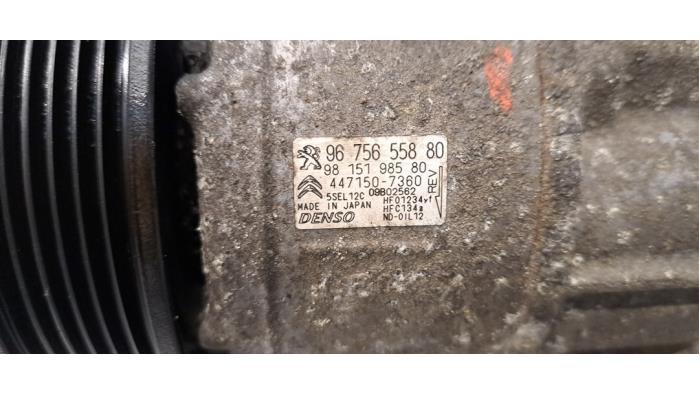 96 756 558 80
98 151 985 80
447150-7360
REV
5SEL12C 09B02562
HFO1234yf
MADE IN JAPAN
HFC134a
DENSO
ND-OIL12